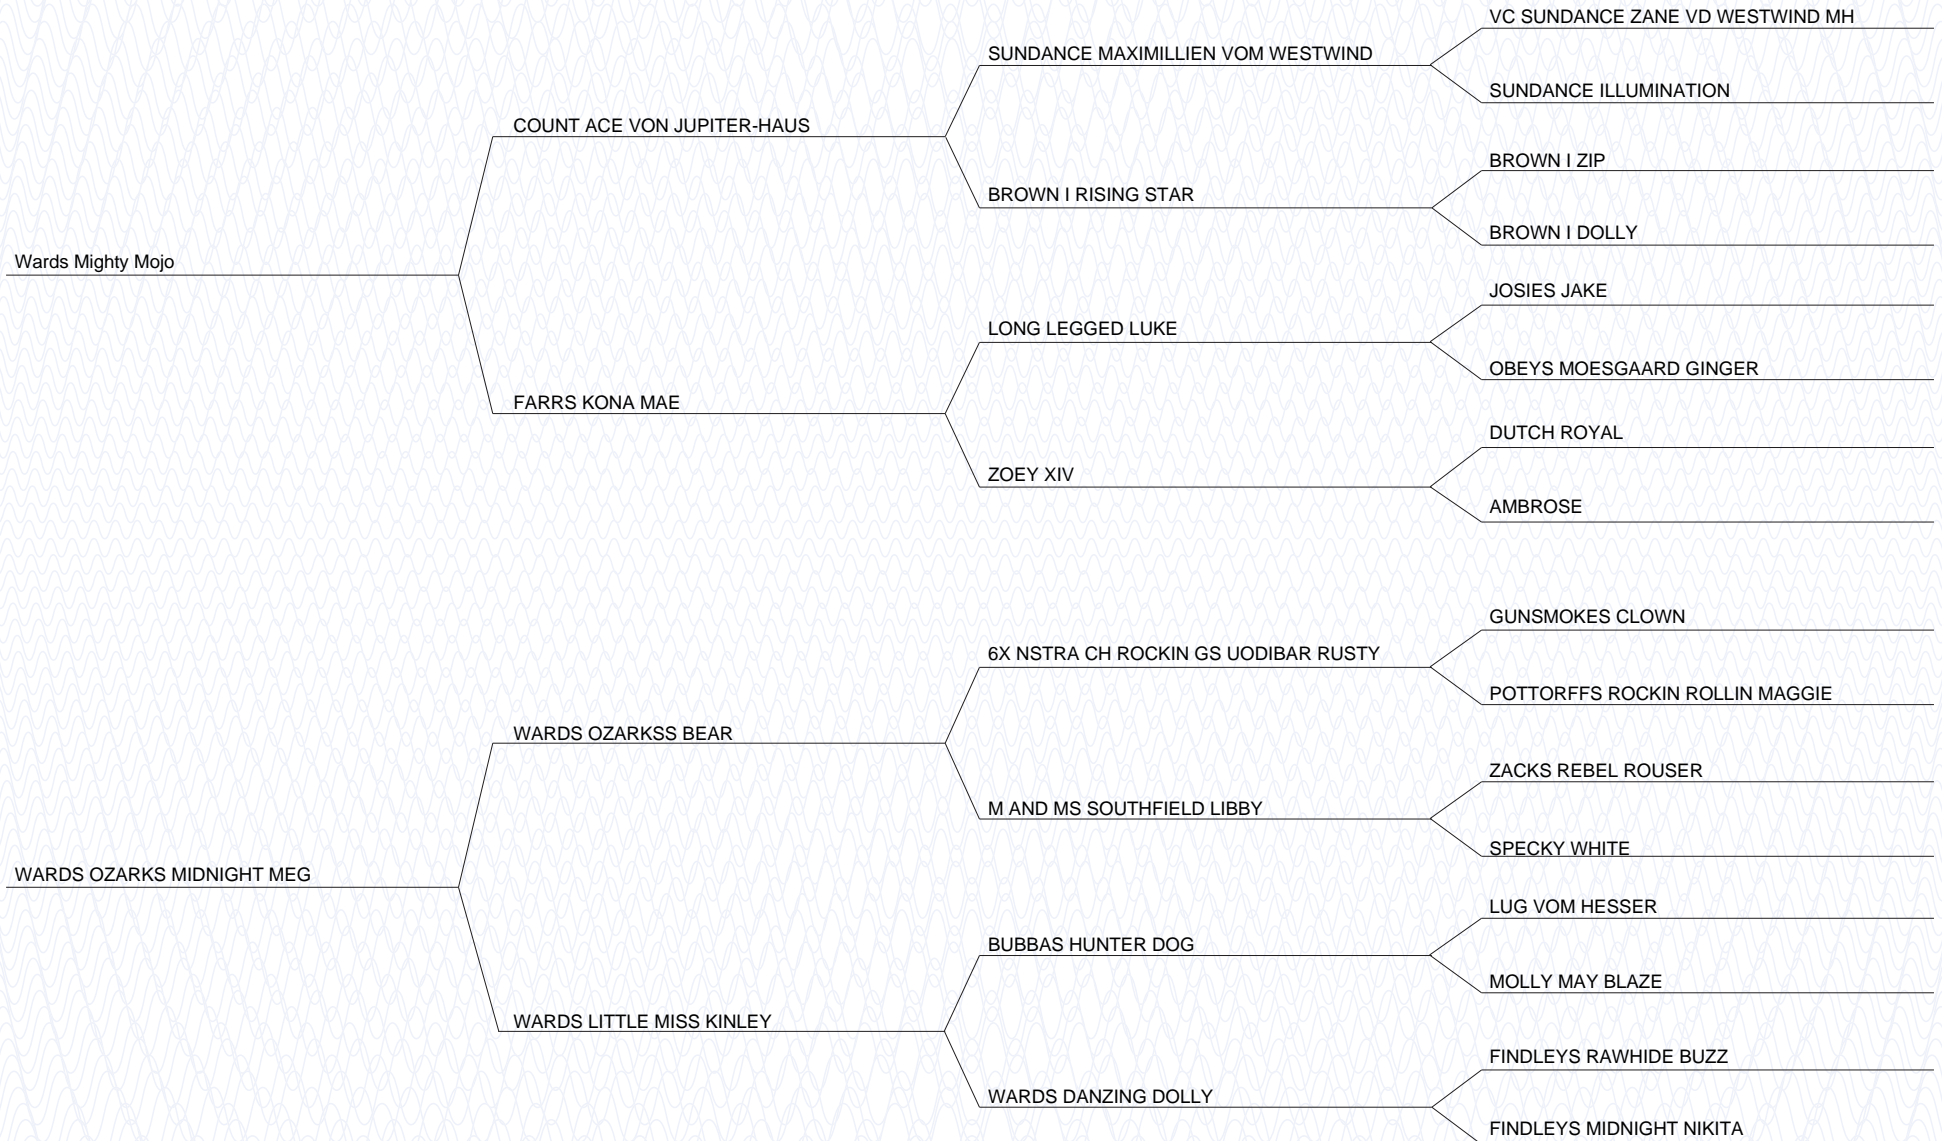 VC SUNDANCE ZANE VD WESTWIND MH
SUNDANCE MAXIMILLIEN VOM WESTWIND
SUNDANCE ILLUMINATION
COUNT ACE VON JUPITER-HAUS
BROWN I ZIP
BROWN I RISING STAR
BROWN I DOLLY
Wards Mighty Mojo
JOSIES JAKE
LONG LEGGED LUKE
OBEYS MOESGAARD GINGER
FARRS KONA MAE
DUTCH ROYAL
ZOEY XIV
AMBROSE
GUNSMOKES CLOWN
6X NSTRA CH ROCKIN GS UODIBAR RUSTY
POTTORFFS ROCKIN ROLLIN MAGGIE
WARDS OZARKSS BEAR
ZACKS REBEL ROUSER
M AND MS SOUTHFIELD LIBBY
SPECKY WHITE
WARDS OZARKS MIDNIGHT MEG
LUG VOM HESSER
BUBBAS HUNTER DOG
MOLLY MAY BLAZE
WARDS LITTLE MISS KINLEY
FINDLEYS RAWHIDE BUZZ
WARDS DANZING DOLLY
FINDLEYS MIDNIGHT NIKITA